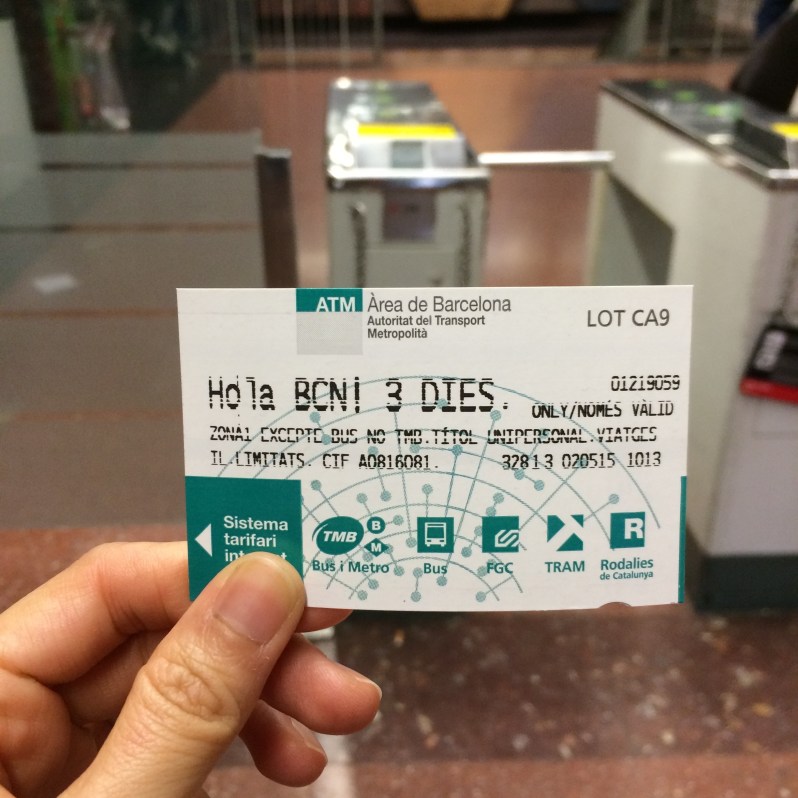 ATM Àrea de Barcelona
Autoritat del Transport
Metropolità
LOT CA9
01219059
Hola BCN! 3 DIES. ONLY/NOMÉS VÀLID
ZONA1 EXCEPTE BUS NO TMB.TÍTOL UNIPERSONAL.VIATGES
IL.LIMITATS. CIF A0816081. 32813 020515 1013
Sistema
tarifari
TMB B M
Bus i Metro
Bus
FGC
TRAM
R
Rodalies
de Catalunya